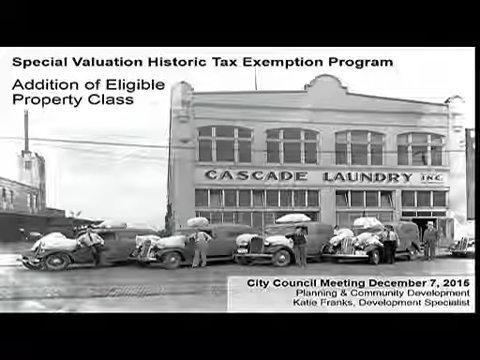 Special Valuation Historic Tax Exemption Program
Addition of Eligible
Property Class
CASCADE LAUNDRY INC.
City Council Meeting December 7, 2015
Planning & Community Development
Katie Franks, Development Specialist